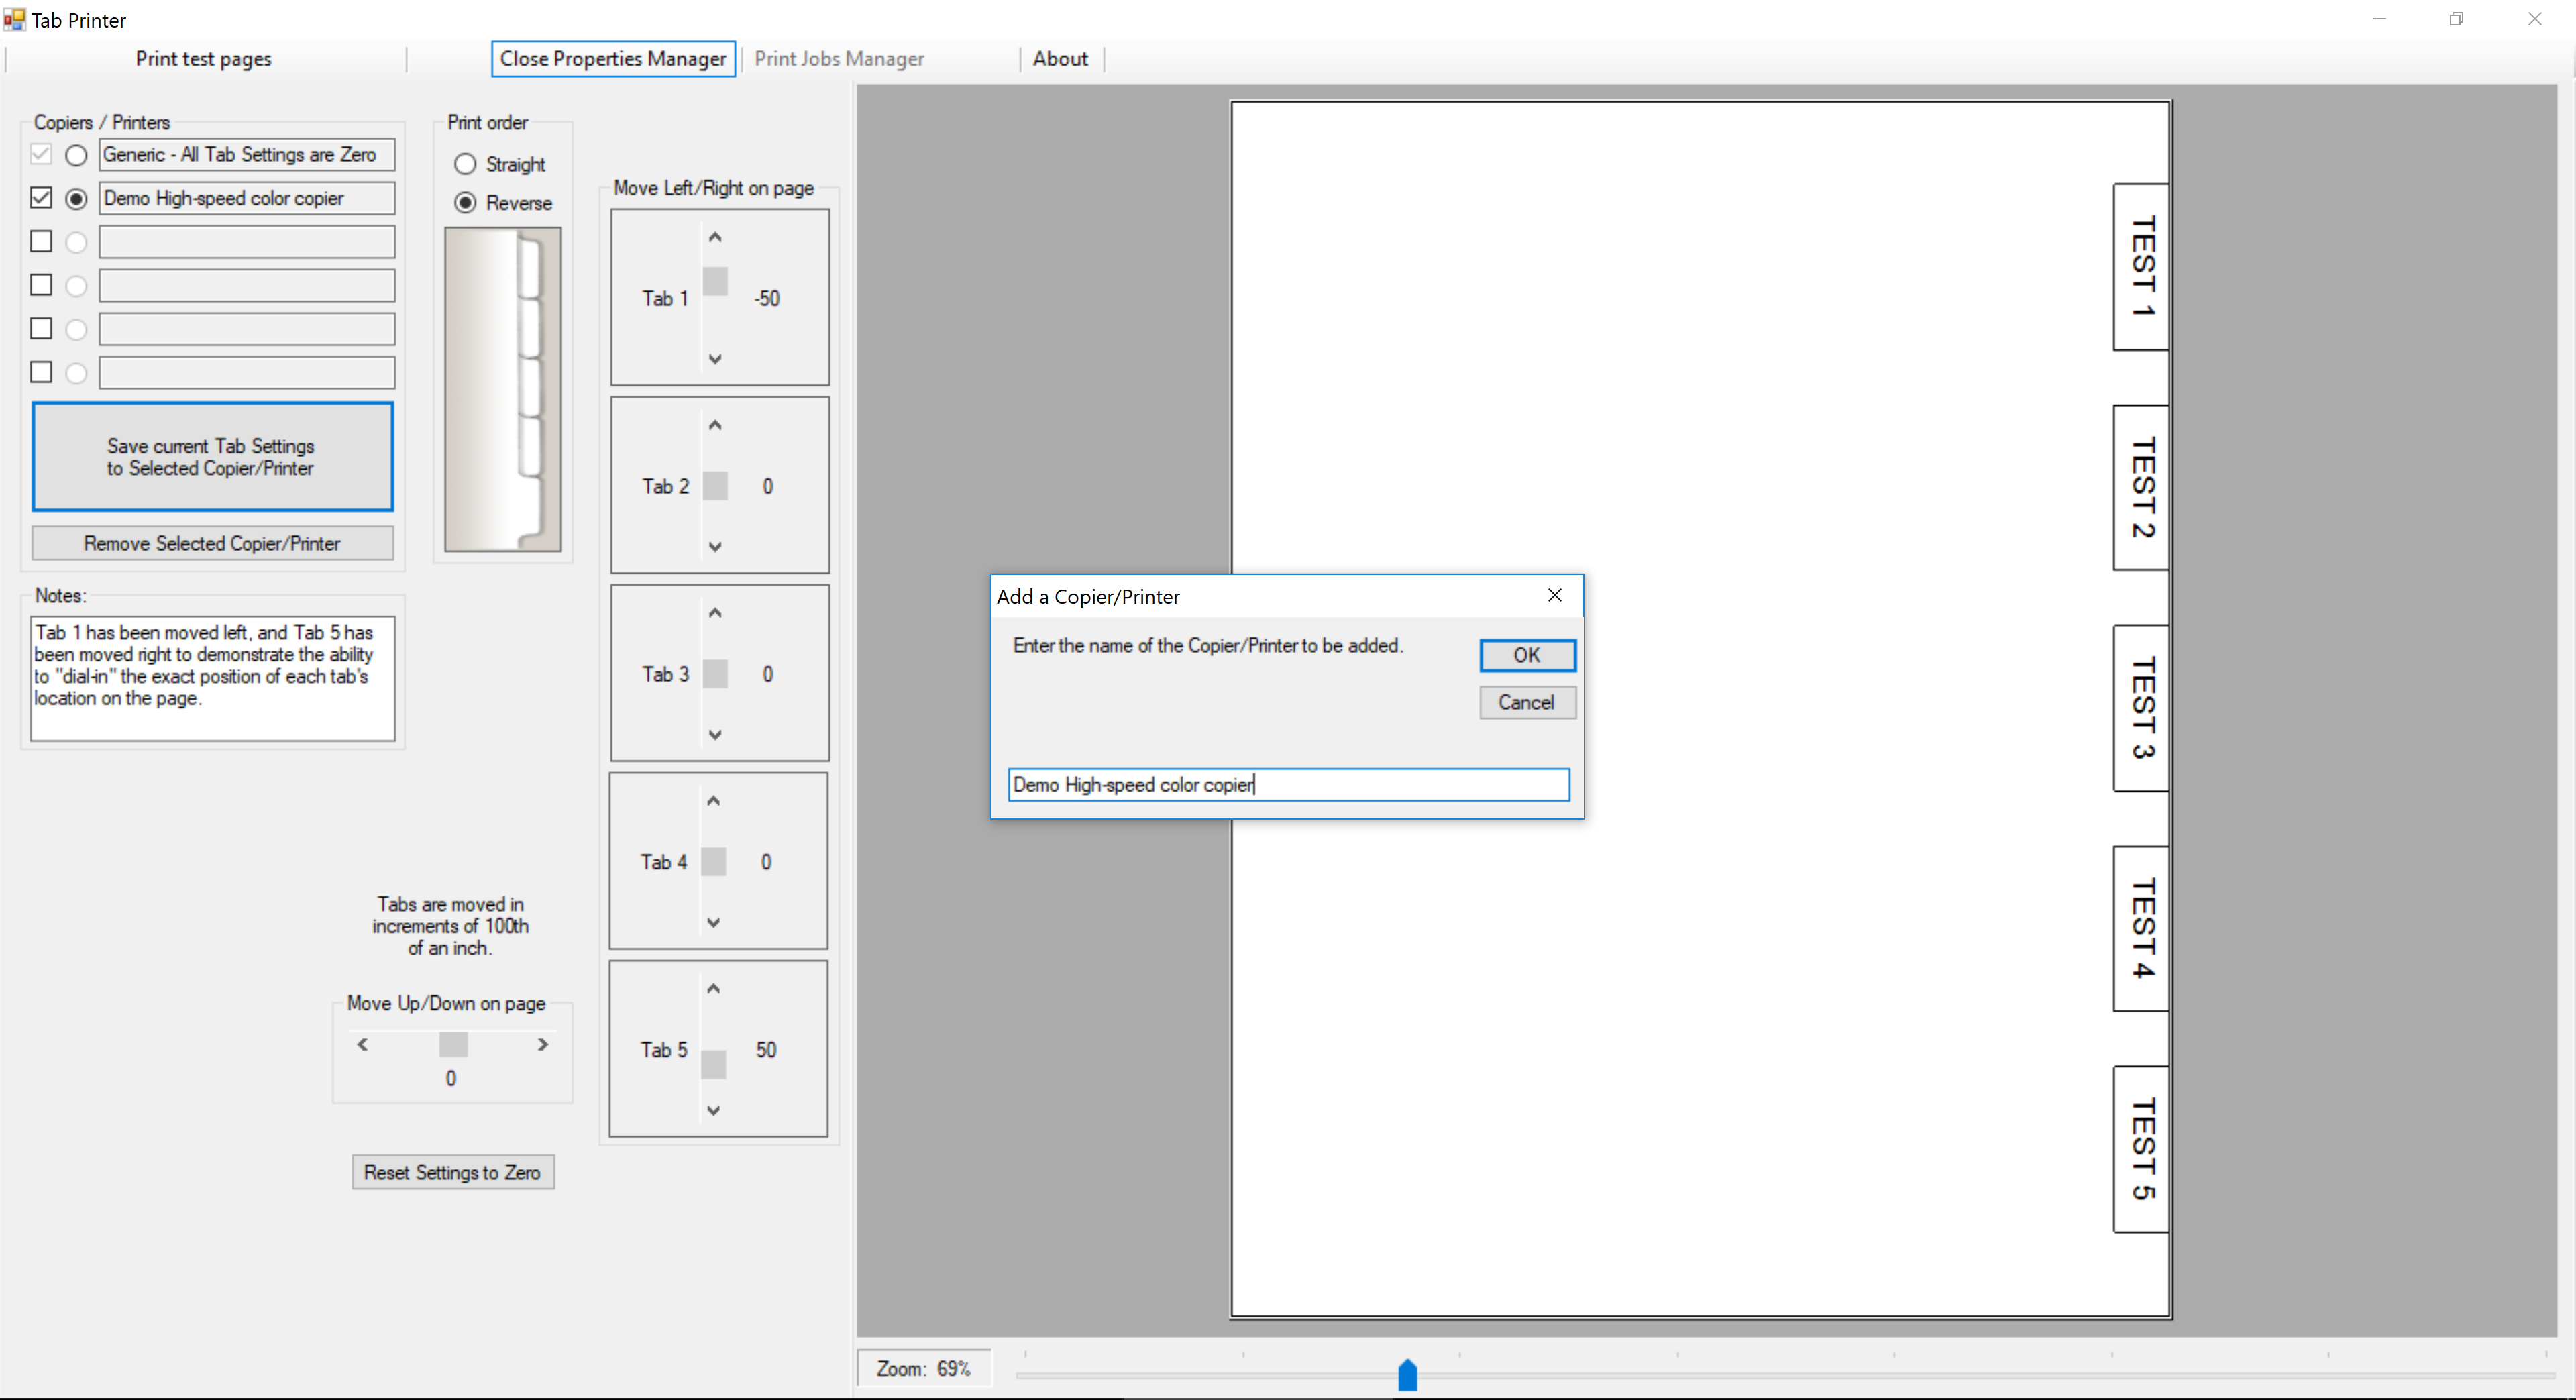 Tab Printer
Print test pages
Close Properties Manager
Print Jobs Manager
About
Copiers / Printers
Generic - All Tab Settings are Zero
Demo High-speed color copier
Save current Tab Settings
to Selected Copier/Printer
Remove Selected Copier/Printer
Notes:
Tab 1 has been moved left, and Tab 5 has
been moved right to demonstrate the ability
to "dial-in" the exact position of each tab's
location on the page.
Print order
Straight
Reverse
Tabs are moved in
increments of 100th
of an inch.
Move Up/Down on page
0
Reset Settings to Zero
Move Left/Right on page
Tab 1 -50
Tab 2 0
Tab 3 0
Tab 4 0
Tab 5 50
Add a Copier/Printer
Enter the name of the Copier/Printer to be added.
OK
Cancel
Demo High-speed color copier
TEST 1
TEST 2
TEST 3
TEST 4
TEST 5
Zoom: 69%